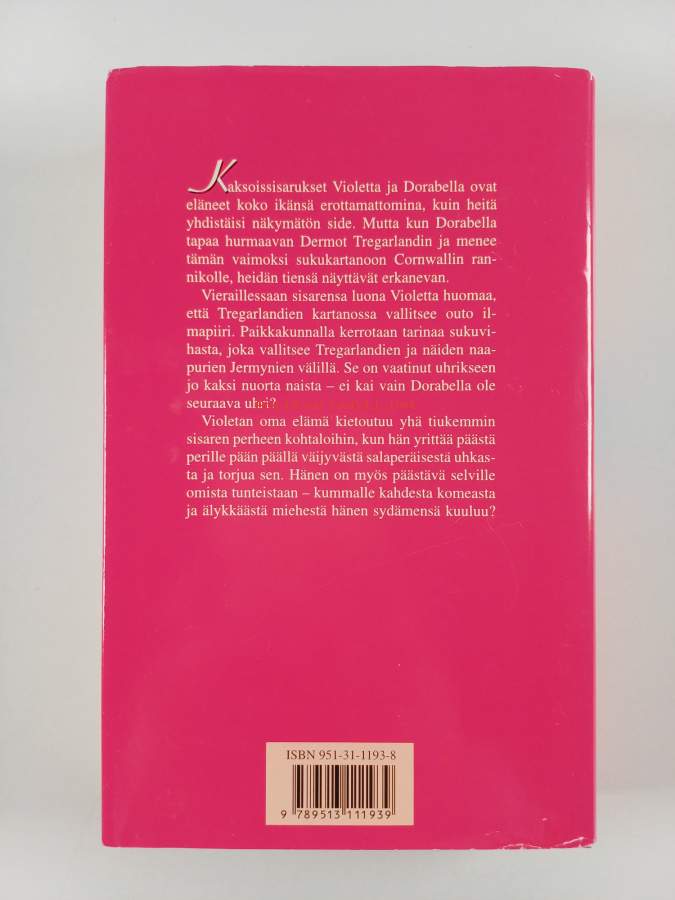 Kaksoissisarukset Violetta ja Dorabella ovat
eläneet koko ikänsä erottamattomina, kuin heitä
yhdistäisi näkymätön side. Mutta kun Dorabella
tapaa hurmaavan Dermot Tregarlandin ja menee
tämän vaimoksi sukukartanoon Cornwallin ran-
nikolle, heidän tiensä näyttävät erkanevan.
Vieraillessaan sisarensa luona Violetta huomaa,
että Tregarlandien kartanossa vallitsee outo il-
mapiiri. Paikkakunnalla kerrotaan tarinaa sukuvi-
hasta, joka vallitsee Tregarlandien ja näiden naa-
purien Jermynien välillä. Se on vaatinut uhrikseen
jo kaksi nuorta naista – ei kai vain Dorabella ole
seuraava uhri?
Violetan oma elämä kietoutuu yhä tiukemmin
sisaren perheen kohtaloihin, kun hän yrittää päästä
perille pään päällä väijyvästä salaperäisestä uhkas-
ta ja torjua sen. Hänen on myös päästävä selville
omista tunteistaan – kummalle kahdesta komeasta
ja älykkäästä miehestä hänen sydämensä kuuluu?
ISBN 951-31-1193-8
9 789513 111939